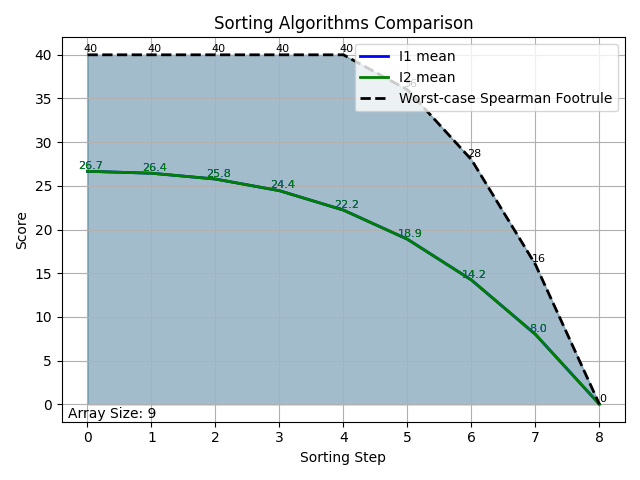 Sorting Algorithms Comparison
I1 mean
I2 mean
Worst-case Spearman Footrule
40 40 40 40 40 36 28 16 0
26.7 26.4 25.8 24.4 22.2 18.9 14.2 8.0
Score
40
35
30
25
20
15
10
5
0
Array Size: 9
0 1 2 3 4 5 6 7 8
Sorting Step